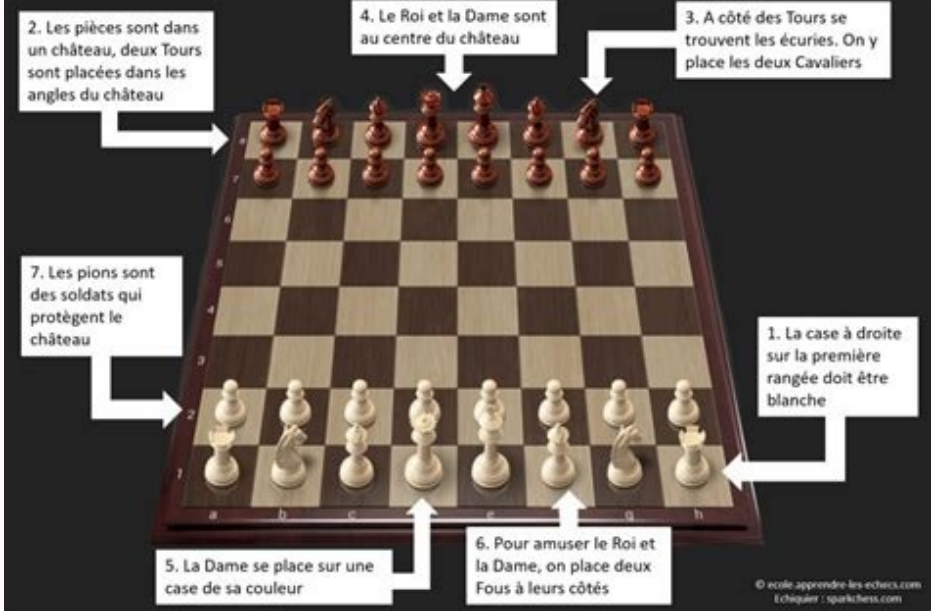 2. Les pièces sont dans
un château, deux Tours
sont placées dans les
angles du château
4. Le Roi et la Dame sont
au centre du château
3. A côté des Tours se
trouvent les écuries. On y
place les deux Cavaliers
8
7
6
5
4
3
2
1
7. Les pions sont
des soldats qui
protègent le
château
1. La case à droite
sur la première
rangée doit être
blanche
a b c e g h
5. La Dame se place sur une
case de sa couleur
6. Pour amuser le Roi et
la Dame, on place deux
Fous à leurs côtés
© ecole.apprendre-les-echecs.com
Echiquier : sparkchess.com